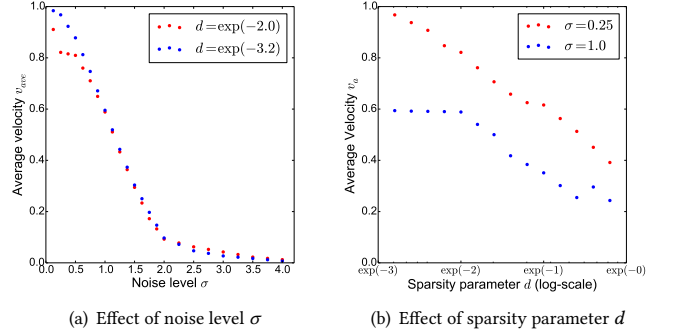 d=exp(−2.0)
d=exp(−3.2)
1.0
0.8
0.6
0.4
0.2
0.0
Average velocity v_ave
0.0 0.5 1.0 1.5 2.0 2.5 3.0 3.5 4.0
Noise level σ
(a) Effect of noise level σ
σ=0.25
σ=1.0
1.0
0.8
0.6
0.4
0.2
0.0
Average Velocity v_a
exp(−3) exp(−2) exp(−1) exp(−0)
Sparsity parameter d (log-scale)
(b) Effect of sparsity parameter d